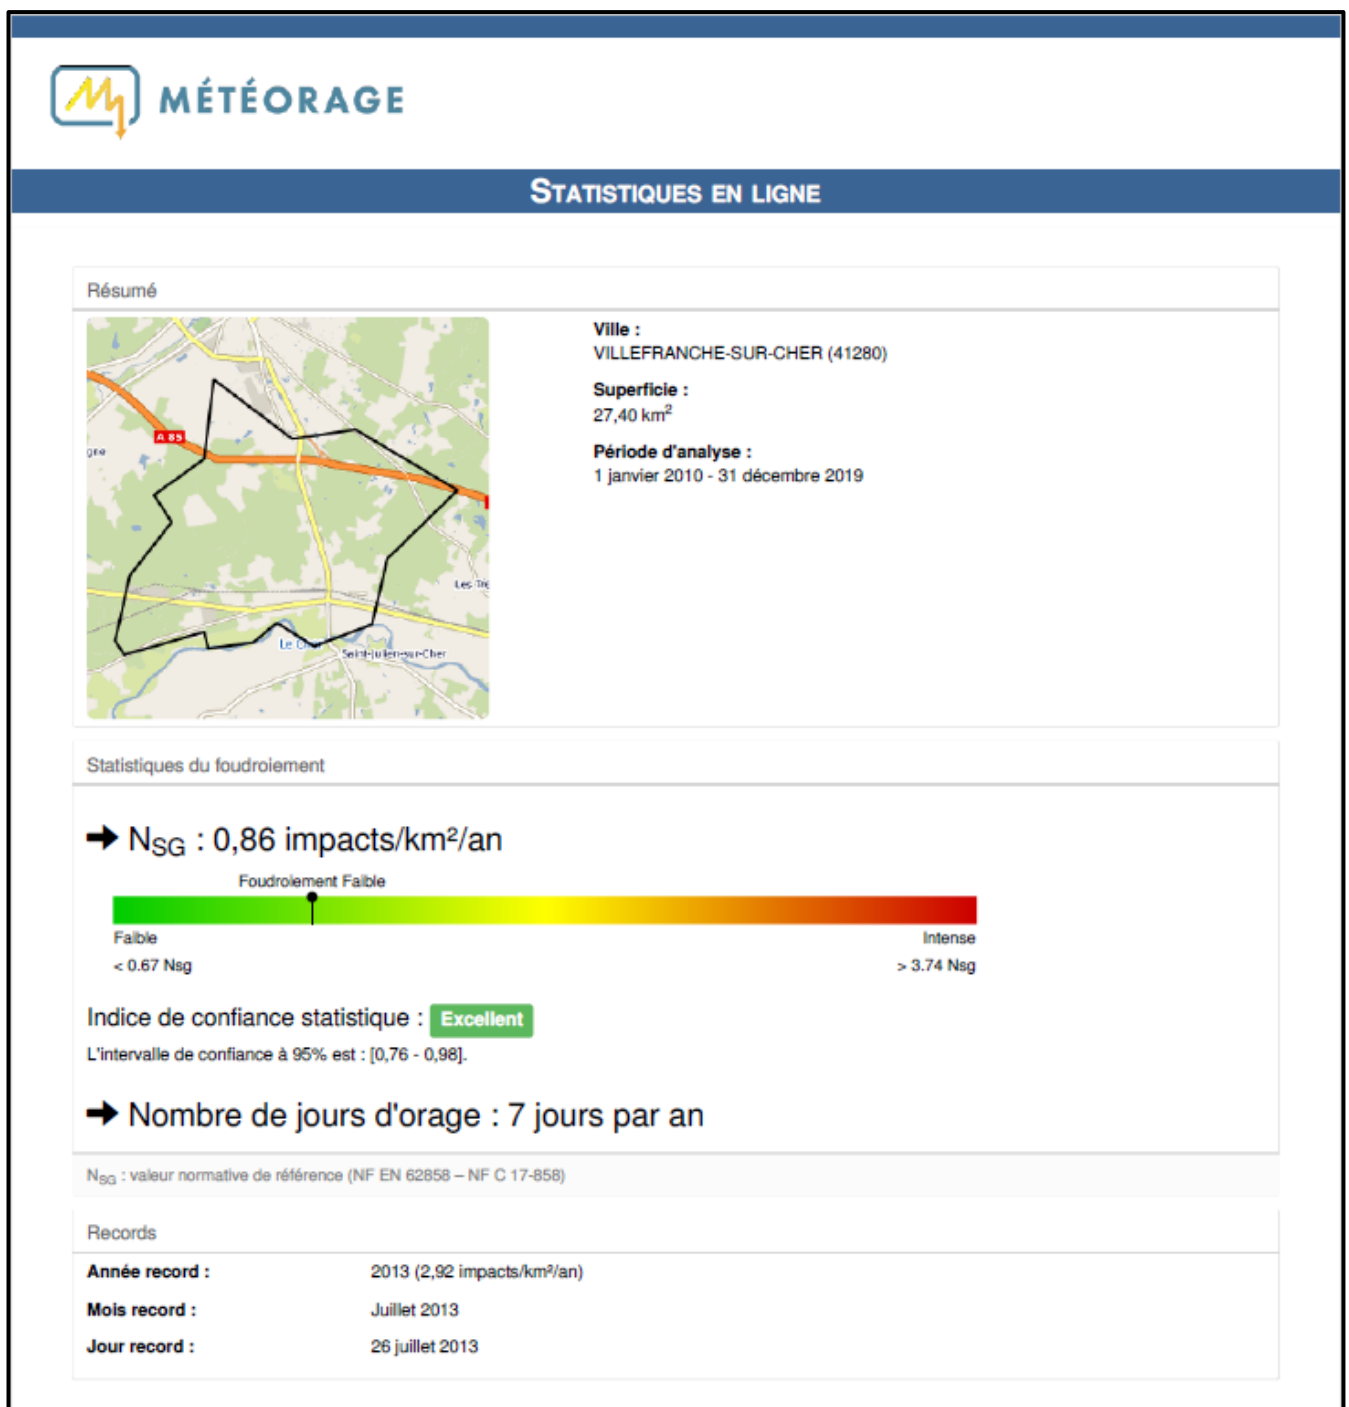 MÉTÉORAGE
STATISTIQUES EN LIGNE
Résumé
A 85
gne
Les Tre
Le Cher
Saint-Julien-sur-Cher
Ville :
VILLEFRANCHE-SUR-CHER (41280)
Superficie :
27,40 km²
Période d'analyse :
1 janvier 2010 - 31 décembre 2019
Statistiques du foudroiement
➔ NSG : 0,86 impacts/km²/an
Foudroiement Faible
Faible Intense
< 0.67 Nsg > 3.74 Nsg
Indice de confiance statistique : Excellent
L'intervalle de confiance à 95% est : [0,76 - 0,98].
➔ Nombre de jours d'orage : 7 jours par an
NSG : valeur normative de référence (NF EN 62858 – NF C 17-858)
Records
Année record : 2013 (2,92 impacts/km²/an)
Mois record : Juillet 2013
Jour record : 26 juillet 2013